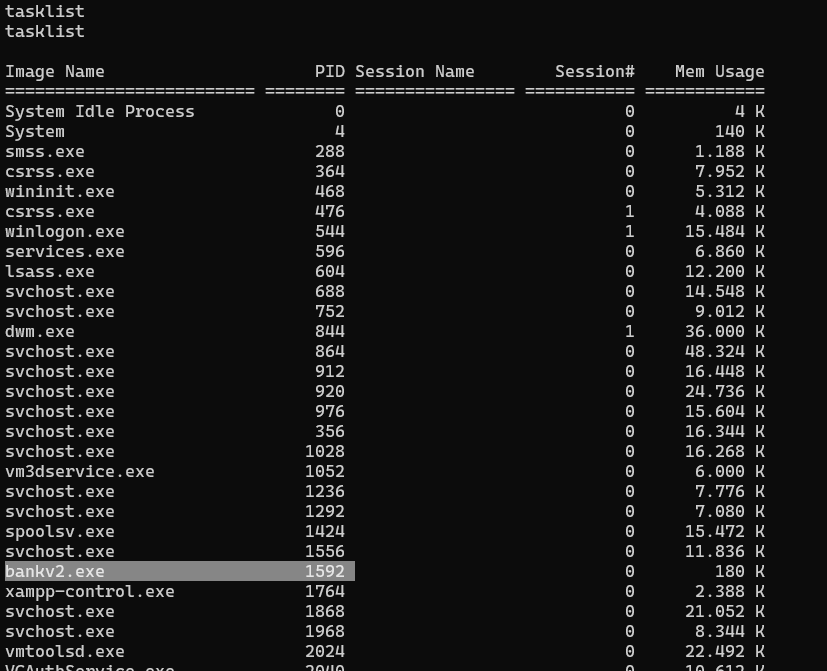 tasklist
tasklist
Image Name PID Session Name Session# Mem Usage
========================= ======== ================ =========== ============
System Idle Process 0 0 4 K
System 4 0 140 K
smss.exe 288 0 1.188 K
csrss.exe 364 0 7.952 K
wininit.exe 468 0 5.312 K
csrss.exe 476 1 4.088 K
winlogon.exe 544 1 15.484 K
services.exe 596 0 6.860 K
lsass.exe 604 0 12.200 K
svchost.exe 688 0 14.548 K
svchost.exe 752 0 9.012 K
dwm.exe 844 1 36.000 K
svchost.exe 864 0 48.324 K
svchost.exe 912 0 16.448 K
svchost.exe 920 0 24.736 K
svchost.exe 976 0 15.604 K
svchost.exe 356 0 16.344 K
svchost.exe 1028 0 16.268 K
vm3dservice.exe 1052 0 6.000 K
svchost.exe 1236 0 7.776 K
svchost.exe 1292 0 7.080 K
spoolsv.exe 1424 0 15.472 K
svchost.exe 1556 0 11.836 K
bankv2.exe 1592 0 180 K
xampp-control.exe 1764 0 2.388 K
svchost.exe 1868 0 21.052 K
svchost.exe 1968 0 8.344 K
vmtoolsd.exe 2024 0 22.492 K
VGAuthService.exe 2040 0 10.612 K